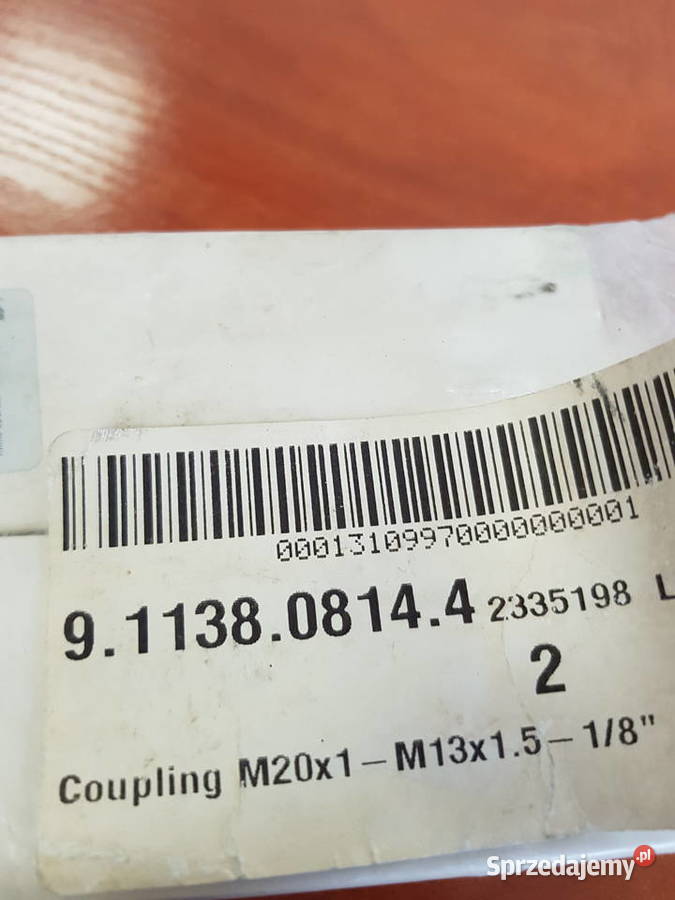 00013109970000000001
9.1138.0814.4 2335198 L
2
Coupling M20x1 – M13x1.5 – 1/8"
Sprzedajemy.pl